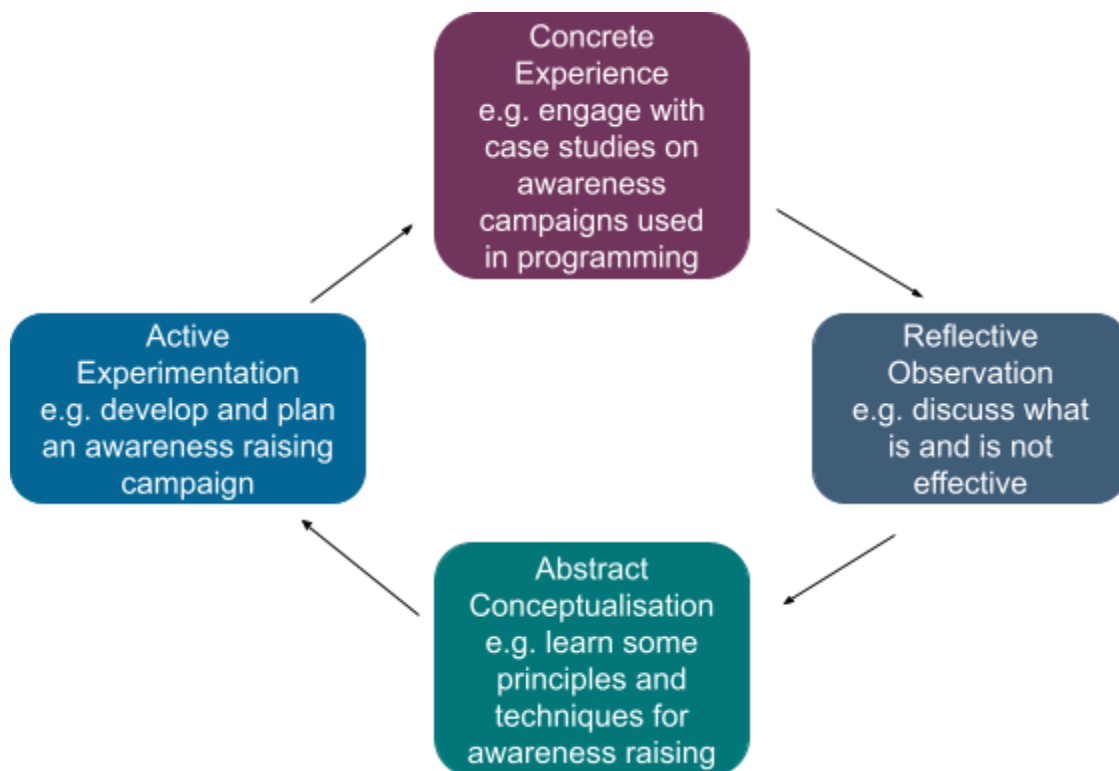 Concrete
Experience
e.g. engage with
case studies on
awareness
campaigns used
in programming
Active
Experimentation
e.g. develop and plan
an awareness raising
campaign
Reflective
Observation
e.g. discuss what
is and is not
effective
Abstract
Conceptualisation
e.g. learn some
principles and
techniques for
awareness raising